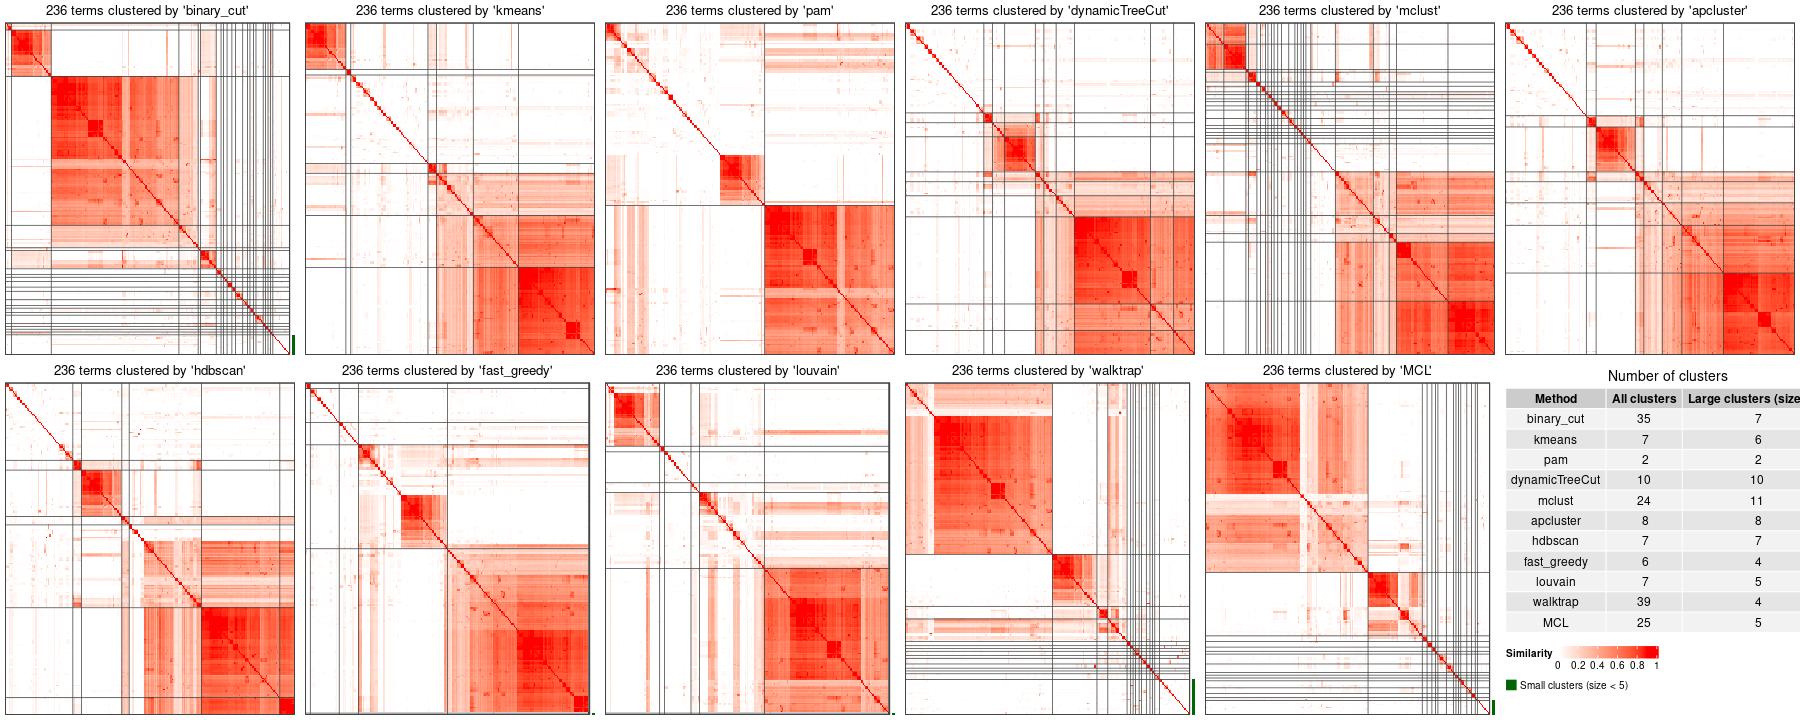 236 terms clustered by 'binary_cut'
236 terms clustered by 'kmeans'
236 terms clustered by 'pam'
236 terms clustered by 'dynamicTreeCut'
236 terms clustered by 'mclust'
236 terms clustered by 'apcluster'
236 terms clustered by 'hdbscan'
236 terms clustered by 'fast_greedy'
236 terms clustered by 'louvain'
236 terms clustered by 'walktrap'
236 terms clustered by 'MCL'
Number of clusters
Method All clusters Large clusters (size
binary_cut 35 7
kmeans 7 6
pam 2 2
dynamicTreeCut 10 10
mclust 24 11
apcluster 8 8
hdbscan 7 7
fast_greedy 6 4
louvain 7 5
walktrap 39 4
MCL 25 5
Similarity
0 0.2 0.4 0.6 0.8 1
Small clusters (size < 5)